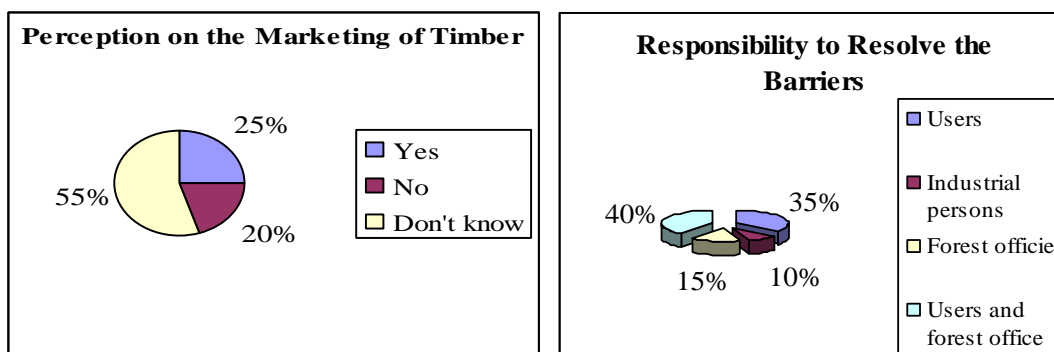 Perception on the Marketing of Timber
25%
55%
20%
Yes
No
Don't know
Responsibility to Resolve the
Barriers
35%
40%
15%
10%
Users
Industrial
persons
Forest officie
Users and
forest office